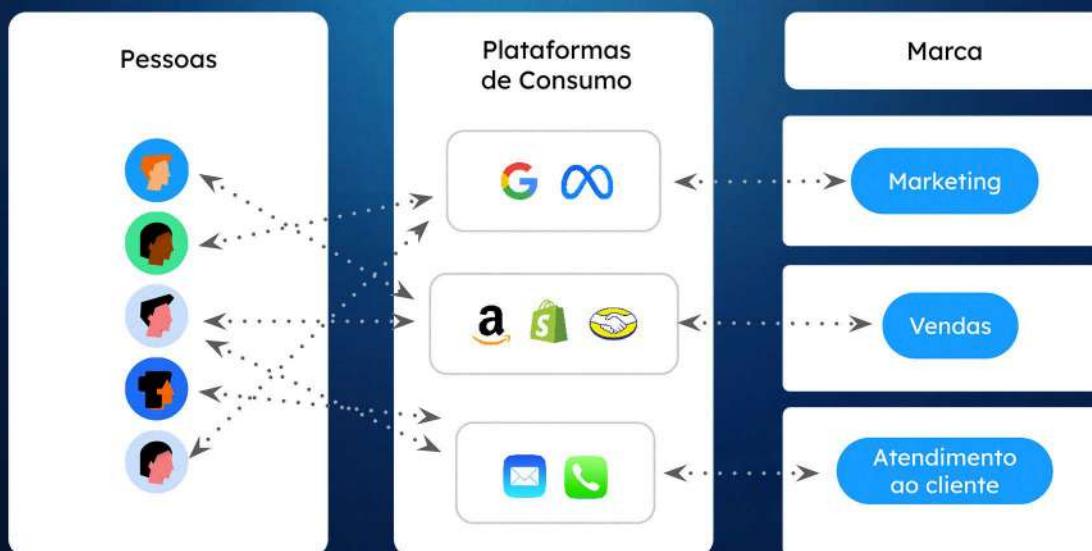 Pessoas
Plataformas
de Consumo
Marca
Marketing
a
Vendas
Atendimento
ao cliente